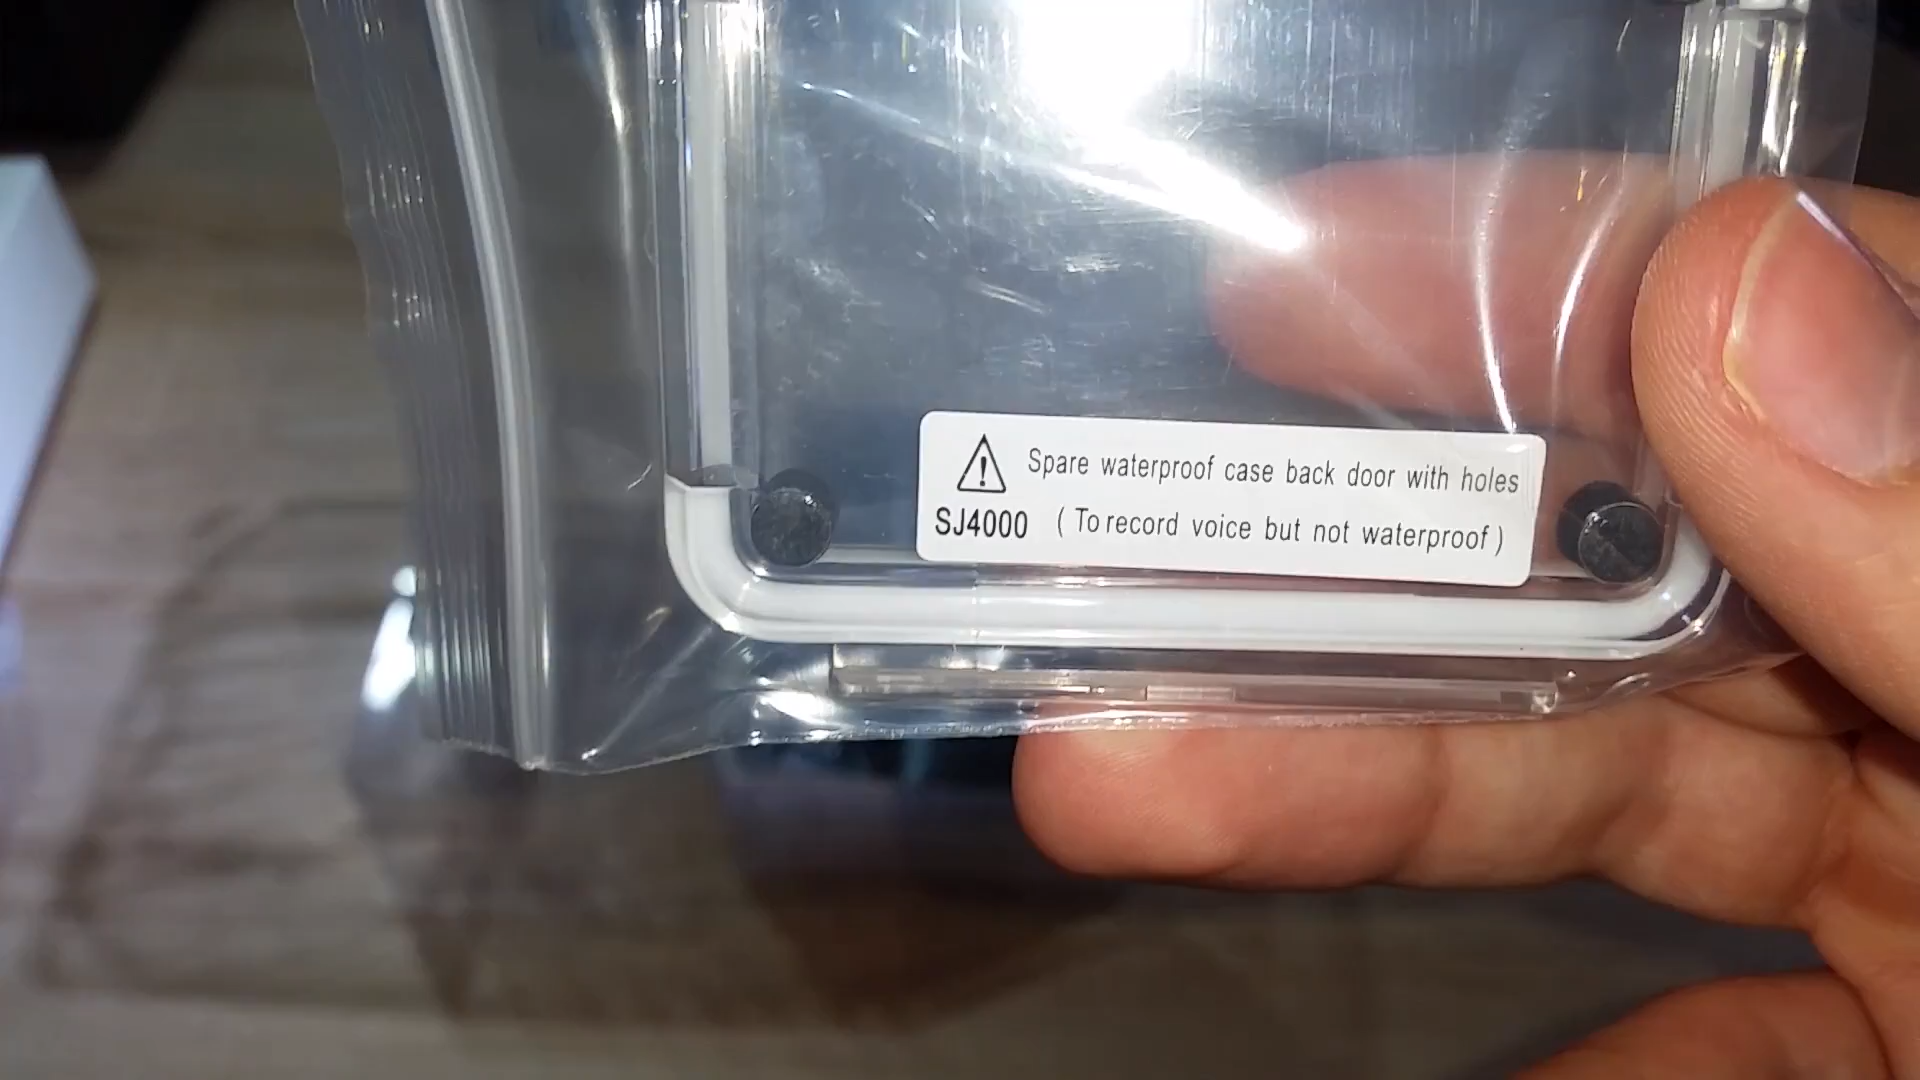 Spare waterproof case back door with holes
SJ4000 ( To record voice but not waterproof )